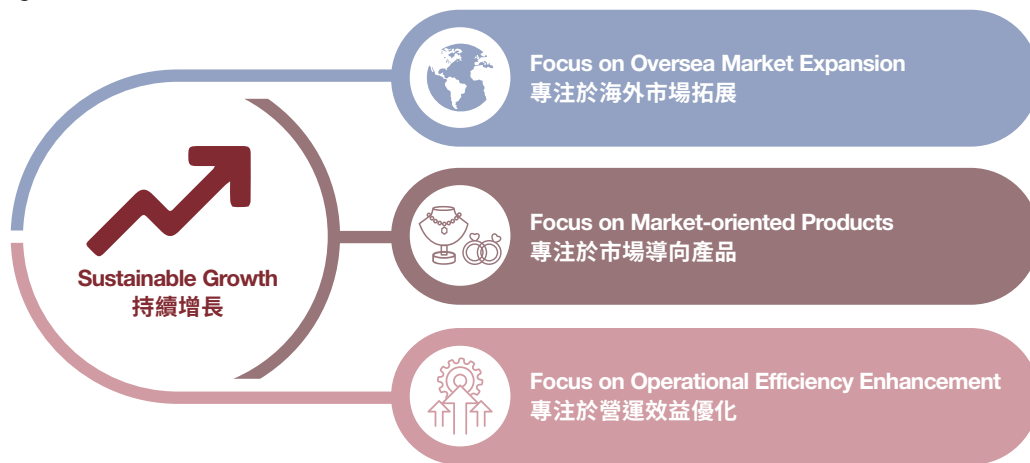 Focus on Oversea Market Expansion
專注於海外市場拓展
Sustainable Growth
持續增長
Focus on Market-oriented Products
專注於市場導向產品
Focus on Operational Efficiency Enhancement
專注於營運效益優化